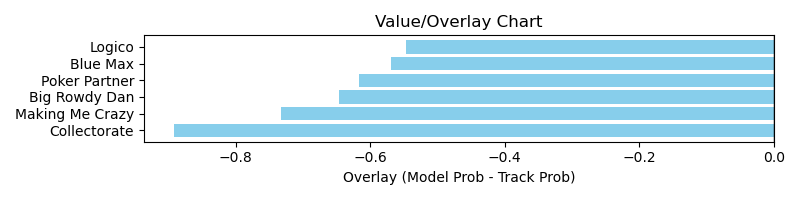 Value/Overlay Chart
Logico
Blue Max
Poker Partner
Big Rowdy Dan
Making Me Crazy
Collectorate
−0.8 −0.6 −0.4 −0.2 0.0
Overlay (Model Prob - Track Prob)